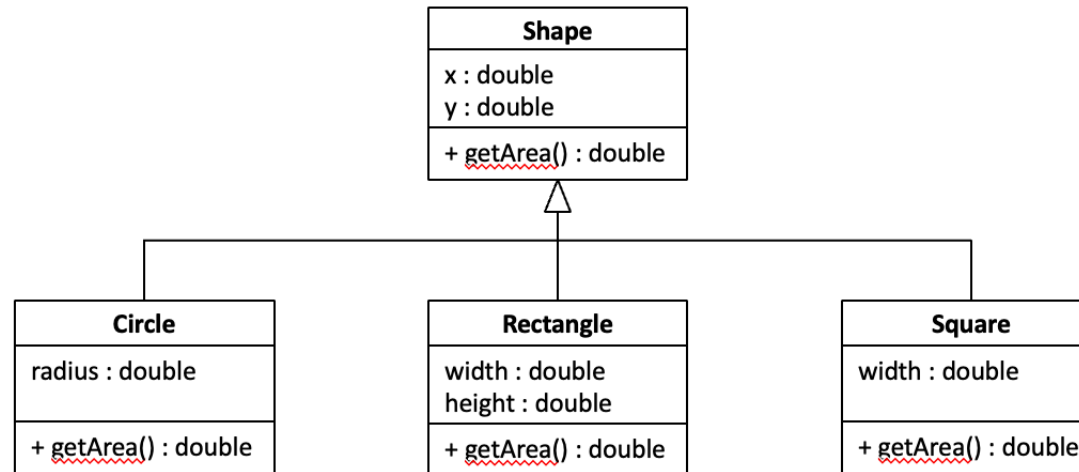 Shape
x : double
y : double
+ getArea() : double
Circle
radius : double
+ getArea() : double
Rectangle
width : double
height : double
+ getArea() : double
Square
width : double
+ getArea() : double